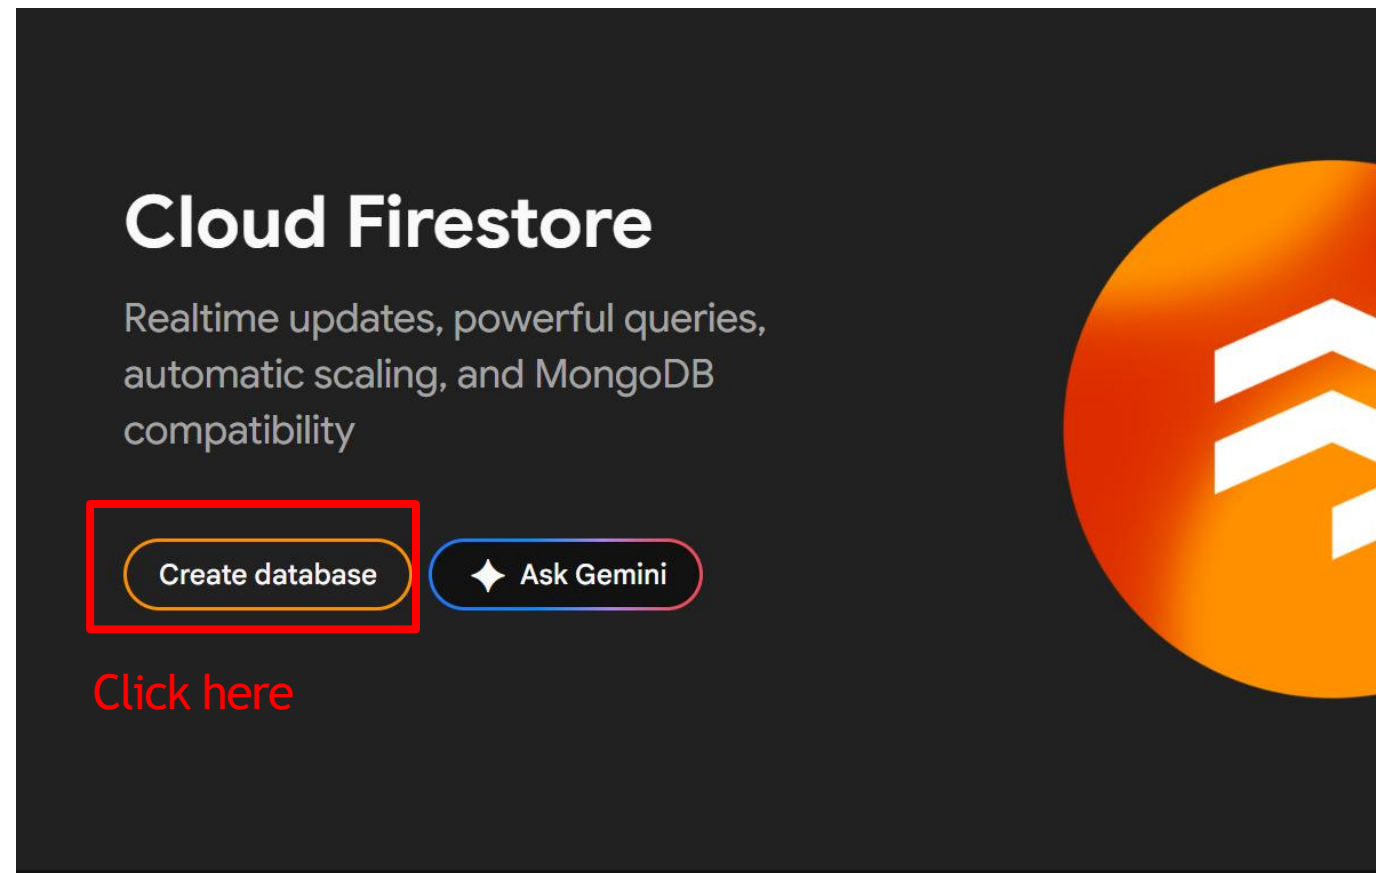 Cloud Firestore
Realtime updates, powerful queries,
automatic scaling, and MongoDB
compatibility
Create database
Ask Gemini
Click here